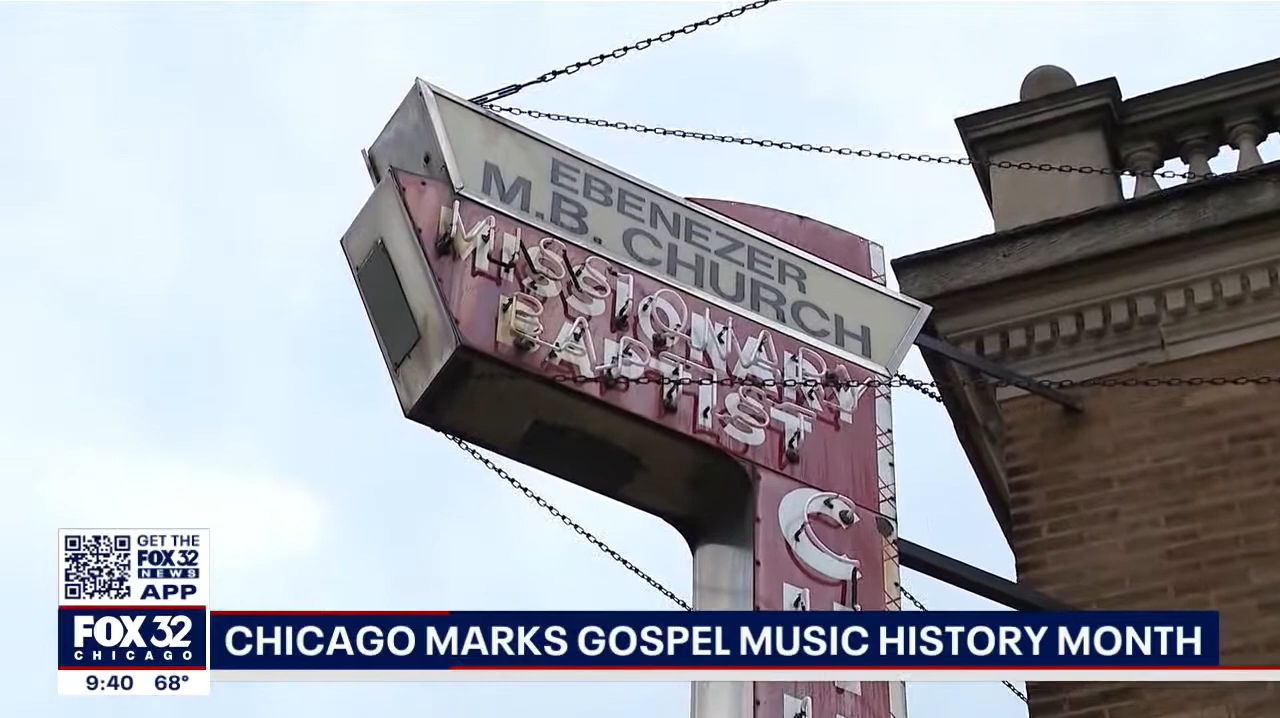 EBENEZER
M.B. CHURCH
MISSIONARY
BAPTIST
C
GET THE
FOX 32
NEWS
APP
FOX 32
CHICAGO
CHICAGO MARKS GOSPEL MUSIC HISTORY MONTH
9:40 68°